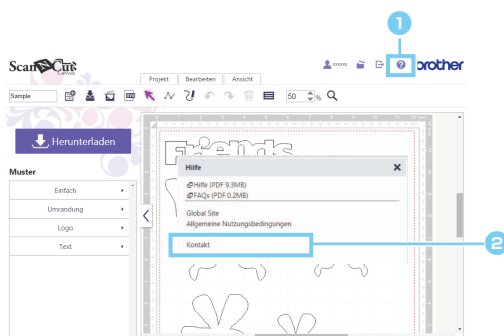 1
ScanNCut
CANVAS
xxxxx
brother
Projekt
Bearbeiten
Ansicht
Sample
SVG
50
%
Herunterladen
Friends
Muster
Einfach
Umrandung
Logo
Text
Hilfe
Hilfe (PDF 9.3MB)
FAQs (PDF 0.2MB)
Global Site
Allgemeine Nutzungsbedingungen
Kontakt
2